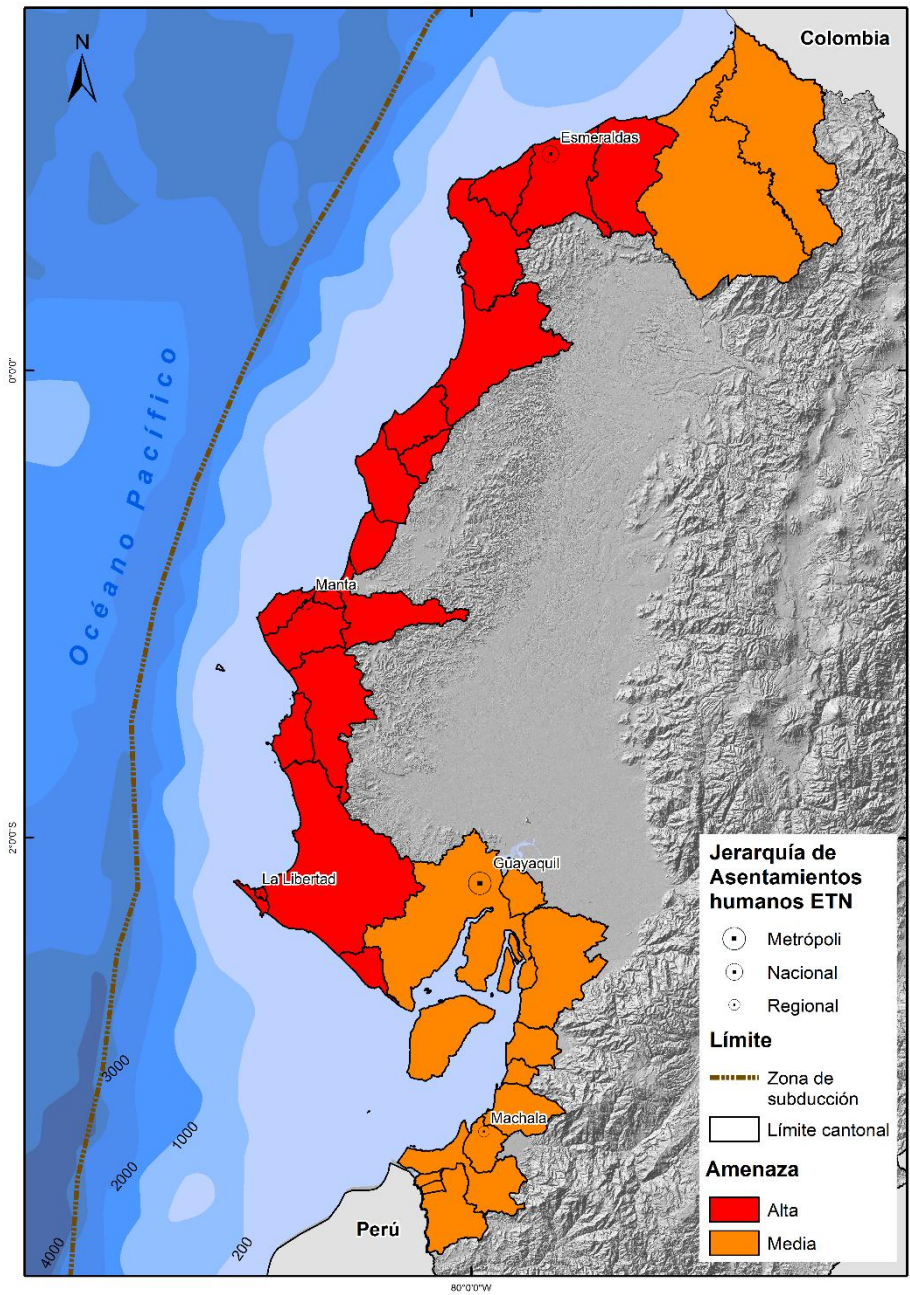 N
Colombia
Esmeraldas
0°0'0"
Océano Pacífico
Manta
2°0'0"S
La Libertad
Guayaquil
Machala
Perú
3000
1000
2000
4000
200
80°0'0"W
Jerarquía de
Asentamientos
humanos ETN
Metrópoli
Nacional
Regional
Límite
Zona de
subducción
Límite cantonal
Amenaza
Alta
Media